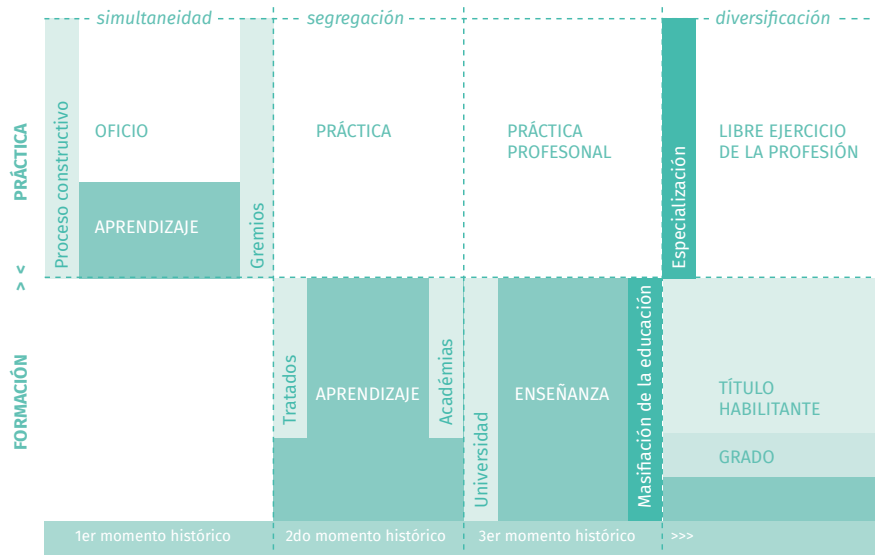 simultaneidad
segregación
diversificación
PRÁCTICA
> <
FORMACIÓN
Proceso constructivo
OFICIO
APRENDIZAJE
Gremios
PRÁCTICA
PRÁCTICA
PROFESIONAL
Especialización
LIBRE EJERCICIO
DE LA PROFESIÓN
Tratados
APRENDIZAJE
Académias
Universidad
ENSEÑANZA
Masifiación de la educación
TÍTULO
HABILITANTE
GRADO
1er momento histórico
2do momento histórico
3er momento histórico
>>>